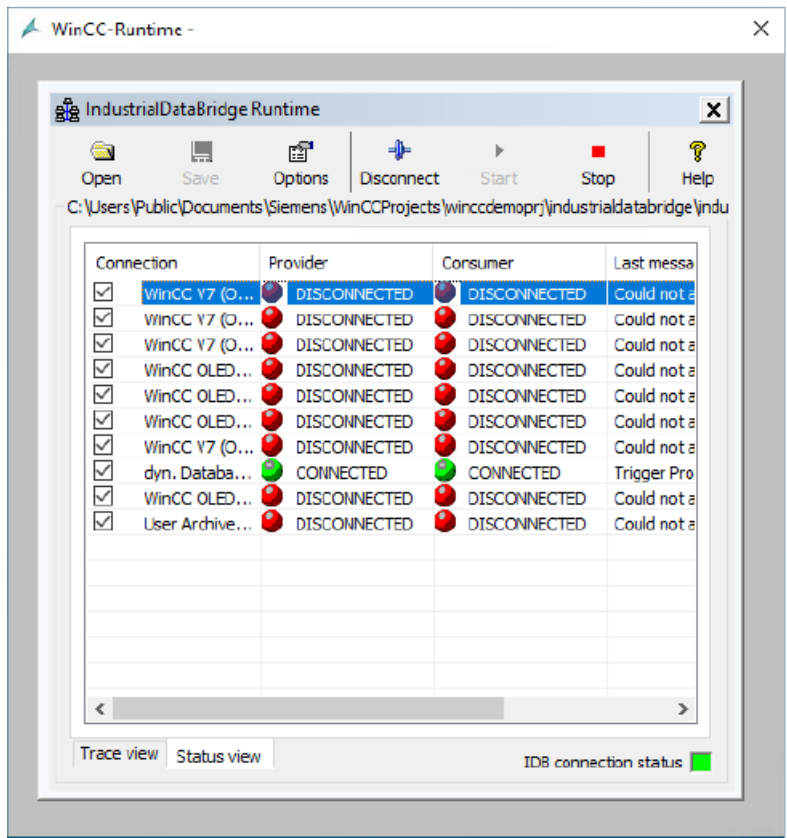 WinCC-Runtime -
IndustrialDataBridge Runtime
Open Save Options Disconnect Start Stop Help
C:\Users\Public\Documents\Siemens\WinCCProjects\winccdemoprj\industrialdatabridge\indu
Connection Provider Consumer Last messa
WinCC V7 (O... DISCONNECTED DISCONNECTED Could not a
WinCC V7 (O... DISCONNECTED DISCONNECTED Could not a
WinCC V7 (O... DISCONNECTED DISCONNECTED Could not a
WinCC OLED... DISCONNECTED DISCONNECTED Could not a
WinCC OLED... DISCONNECTED DISCONNECTED Could not a
WinCC OLED... DISCONNECTED DISCONNECTED Could not a
WinCC V7 (O... DISCONNECTED DISCONNECTED Could not a
dyn. Databa... CONNECTED CONNECTED Trigger Pro
WinCC OLED... DISCONNECTED DISCONNECTED Could not a
User Archive... DISCONNECTED DISCONNECTED Could not a
Trace view Status view IDB connection status